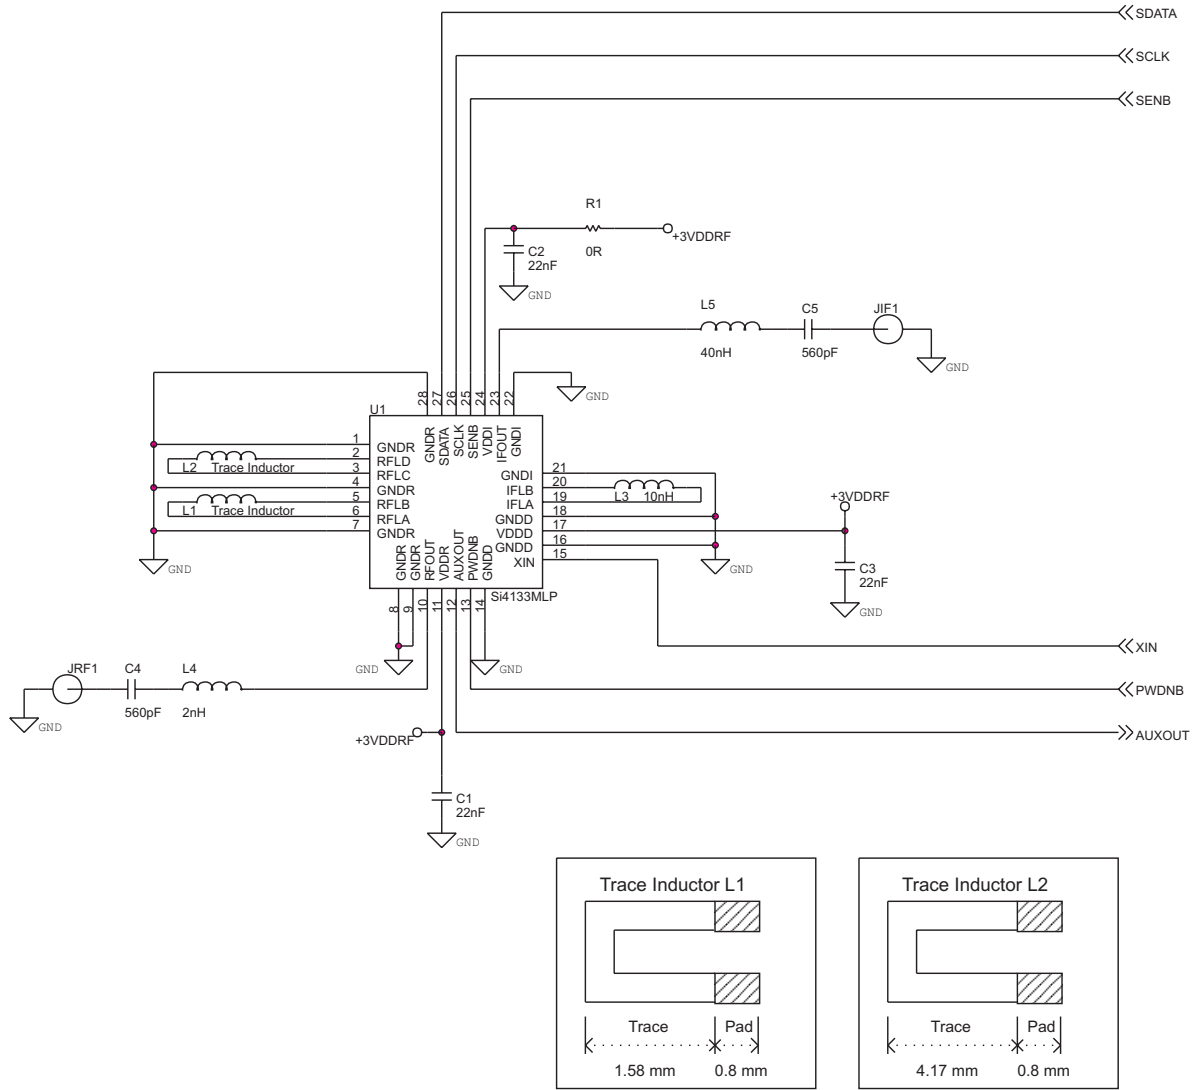 SDATA
SCLK
SENB
R1
+3VDDRF
0R
C2
22nF
GND
L5
C5
JIF1
40nH
560pF
GND
GND
U1
28
27
26
25
24
23
22
GNDR
SDATA
SCLK
SENB
VDDI
IFOUT
GNDI
1
GNDR
2
RFLD
3
RFLC
4
GNDR
5
RFLB
6
RFLA
7
GNDR
L2 Trace Inductor
L1 Trace Inductor
GND
21
GNDI
20
IFLB
19
IFLA
18
GNDD
17
VDDD
16
GNDD
15
XIN
L3 10nH
GND
+3VDDRF
C3
22nF
GND
GNDR
GNDR
RFOUT
VDDR
AUXOUT
PWDNB
GNDD
Si4133MLP
8
9
10
11
12
13
14
GND
GND
XIN
JRF1
C4
L4
560pF
2nH
GND
PWDNB
+3VDDRF
AUXOUT
C1
22nF
GND
Trace Inductor L1
Trace Pad
1.58 mm 0.8 mm
Trace Inductor L2
Trace Pad
4.17 mm 0.8 mm